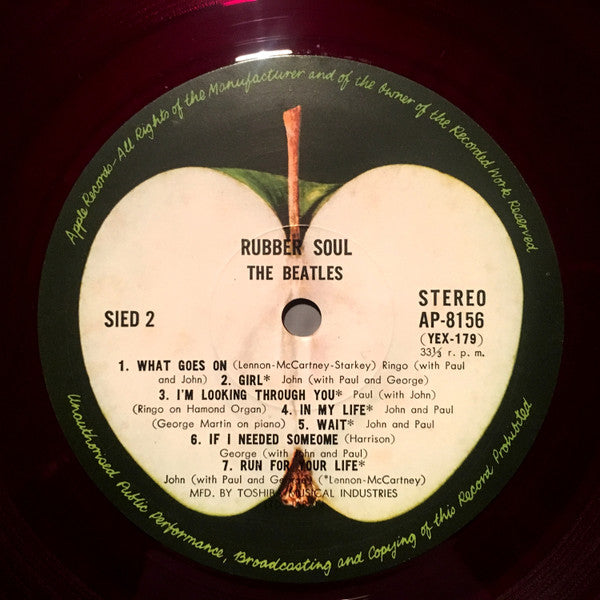 Apple Records-All Rights of the Manufacturer and of the Owner of the Recorded Work Reserved
RUBBER SOUL
THE BEATLES
SIED 2
STEREO
AP-8156
(YEX-179)
33⅓ r. p. m.
1. WHAT GOES ON (Lennon-McCartney-Starkey) Ringo (with Paul
and John) 2. GIRL* John (with Paul and George)
3. I'M LOOKING THROUGH YOU* Paul (with John)
(Ringo on Hamond Organ) 4. IN MY LIFE* John and Paul
(George Martin on piano) 5. WAIT* John and Paul
6. IF I NEEDED SOMEONE (Harrison)
George (with John and Paul)
7. RUN FOR YOUR LIFE*
John (with Paul and George) (*Lennon-McCartney)
MFD. BY TOSHIBA MUSICAL INDUSTRIES
Unauthorised Public Performance, Broadcasting and Copying of this Record Prohibited